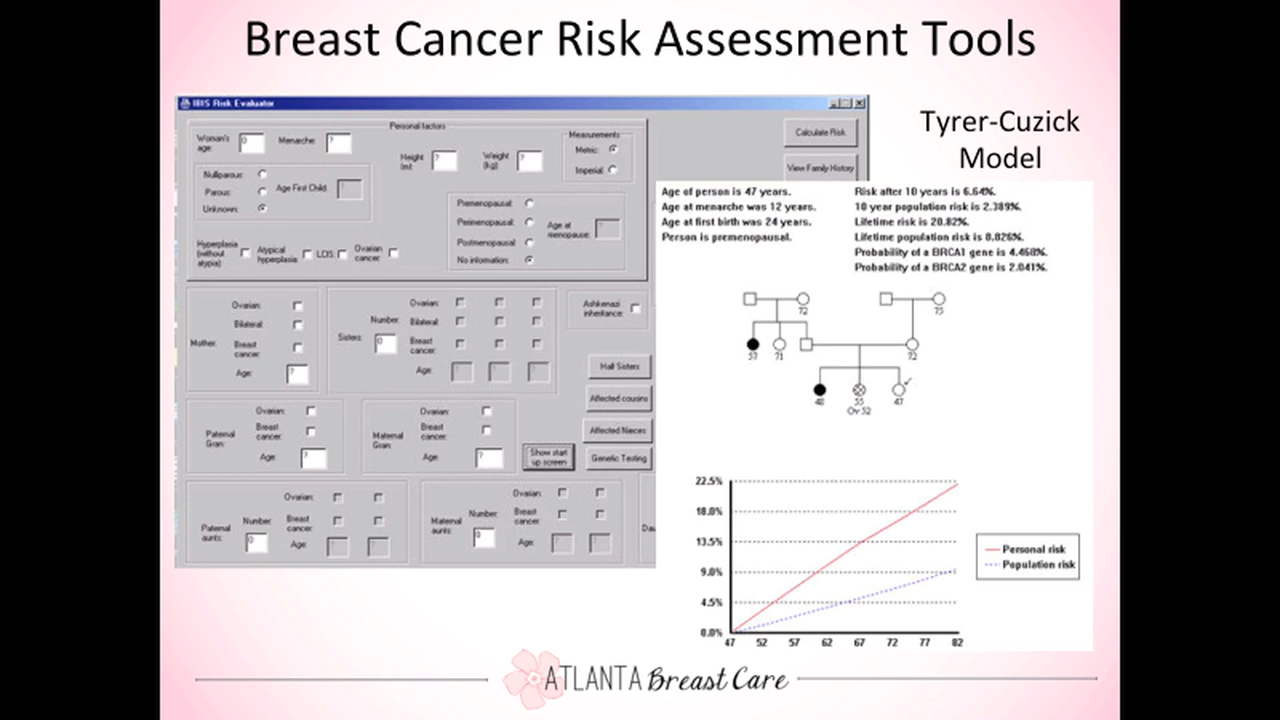 Breast Cancer Risk Assessment Tools
IBIS Risk Evaluator
Personal factors
Woman's age: 0
Menarche: ?
Height (m): ?
Weight (kg): ?
Measurements
Metric:
Imperial:
Nulliparous:
Parous:
Unknown:
Age First Child: ?
Premenopausal:
Perimenopausal:
Postmenopausal:
No information:
Age at menopause: ?
Hyperplasia (without atypia):
Atypical hyperplasia:
LCIS:
Ovarian cancer:
Calculate Risk
View Family History
Mother:
Ovarian:
Bilateral:
Breast cancer:
Age: ?
Sisters:
Number: 0
Ovarian:
Bilateral:
Breast cancer:
Age: ? ? ?
Ashkenazi inheritance:
Half Sisters
Affected cousins
Affected Nieces
Genetic Testing
Show start up screen
Paternal Gran:
Ovarian:
Breast cancer:
Age: ?
Maternal Gran:
Ovarian:
Breast cancer:
Age: ?
Paternal aunts:
Number: 0
Ovarian:
Breast cancer:
Age: ? ?
Maternal aunts:
Number: 0
Ovarian:
Breast cancer:
Age: ? ?
Tyrer-Cuzick
Model
Age of person is 47 years.
Age at menarche was 12 years.
Age at first birth was 24 years.
Person is premenopausal.
Risk after 10 years is 6.64%.
10 year population risk is 2.389%.
Lifetime risk is 20.82%.
Lifetime population risk is 8.826%.
Probability of a BRCA1 gene is 4.468%.
Probability of a BRCA2 gene is 2.041%.
72 75
57 71 72
48 55 47
Ov 52
22.5%
18.0%
13.5%
9.0%
4.5%
0.0%
47 52 57 62 67 72 77 82
Personal risk
Population risk
ATLANTA Breast Care